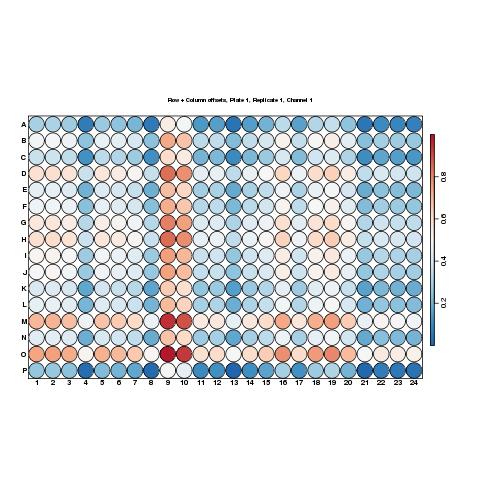 Row + Column offsets, Plate 1, Replicate 1, Channel 1
A
B
C
D
E
F
G
H
I
J
K
L
M
N
O
P
1 2 3 4 5 6 7 8 9 10 11 12 13 14 15 16 17 18 19 20 21 22 23 24
0.8
0.6
0.4
0.2